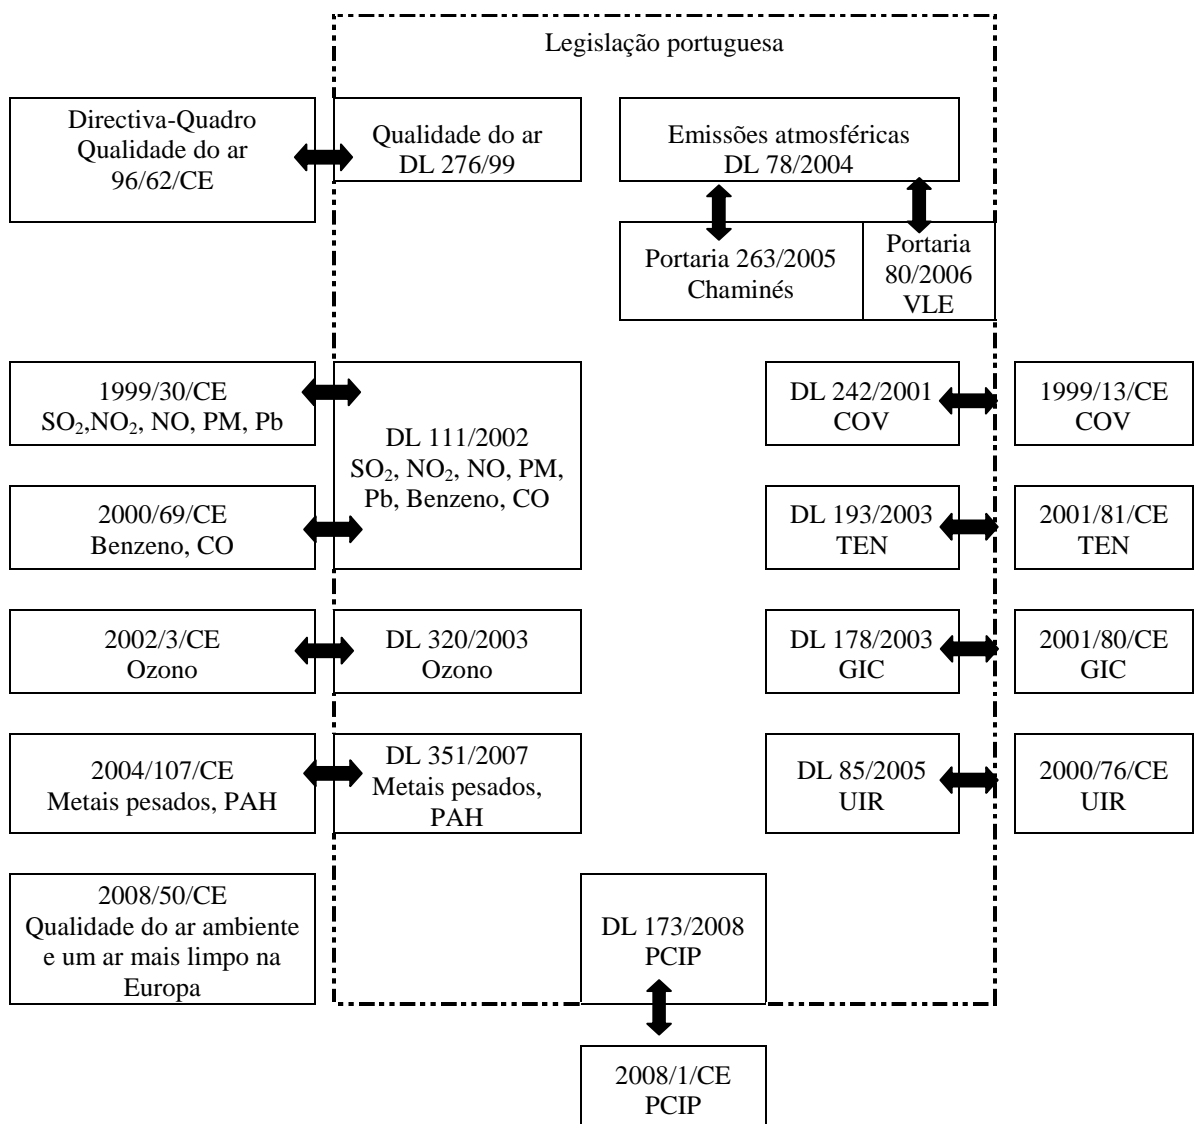 Legislação portuguesa
Directiva-Quadro
Qualidade do ar
96/62/CE
Qualidade do ar
DL 276/99
Emissões atmosféricas
DL 78/2004
Portaria 263/2005
Chaminés
Portaria
80/2006
VLE
1999/30/CE
SO₂,NO₂, NO, PM, Pb
DL 111/2002
SO₂, NO₂, NO, PM,
Pb, Benzeno, CO
2000/69/CE
Benzeno, CO
DL 242/2001
COV
1999/13/CE
COV
DL 193/2003
TEN
2001/81/CE
TEN
2002/3/CE
Ozono
DL 320/2003
Ozono
DL 178/2003
GIC
2001/80/CE
GIC
2004/107/CE
Metais pesados, PAH
DL 351/2007
Metais pesados,
PAH
DL 85/2005
UIR
2000/76/CE
UIR
2008/50/CE
Qualidade do ar ambiente
e um ar mais limpo na
Europa
DL 173/2008
PCIP
2008/1/CE
PCIP